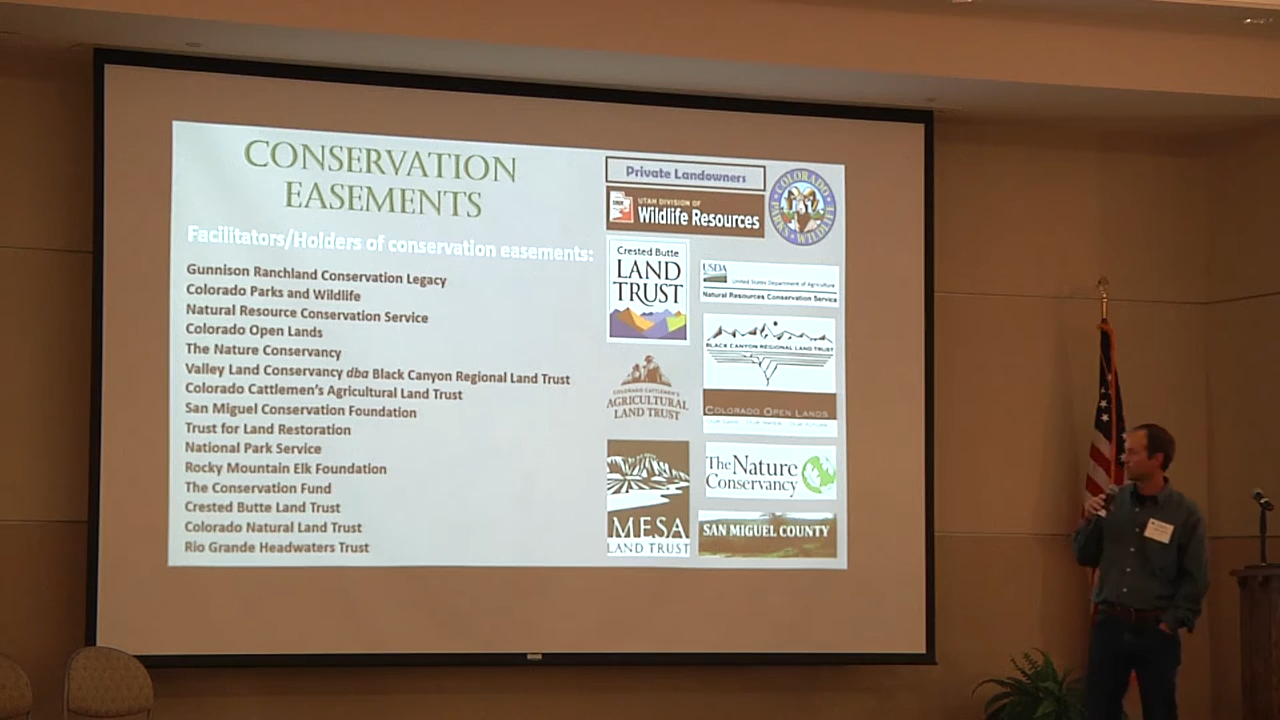 CONSERVATION
EASEMENTS
Facilitators/Holders of conservation easements:
Gunnison Ranchland Conservation Legacy
Colorado Parks and Wildlife
Natural Resource Conservation Service
Colorado Open Lands
The Nature Conservancy
Valley Land Conservancy dba Black Canyon Regional Land Trust
Colorado Cattlemen's Agricultural Land Trust
San Miguel Conservation Foundation
Trust for Land Restoration
National Park Service
Rocky Mountain Elk Foundation
The Conservation Fund
Crested Butte Land Trust
Colorado Natural Land Trust
Rio Grande Headwaters Trust
Private Landowners
UTAH DIVISION OF
Wildlife Resources
COLORADO
PARKS
WILDLIFE
Crested Butte
LAND
TRUST
USDA
United States Department of Agriculture
Natural Resources Conservation Service
BLACK CANYON REGIONAL LAND TRUST
COLORADO CATTLEMEN'S
AGRICULTURAL
LAND TRUST
COLORADO OPEN LANDS
The Nature
Conservancy
MESA
LAND TRUST
SAN MIGUEL COUNTY